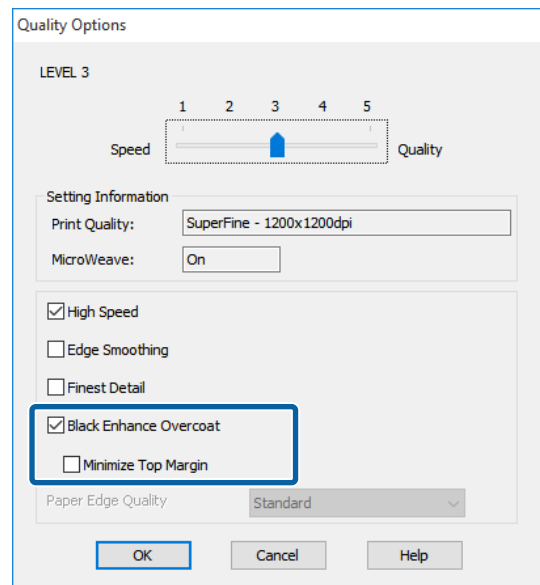 Quality Options
LEVEL 3
1 2 3 4 5
Speed Quality
Setting Information
Print Quality: SuperFine - 1200x1200dpi
MicroWeave: On
High Speed
Edge Smoothing
Finest Detail
Black Enhance Overcoat
Minimize Top Margin
Paper Edge Quality Standard
OK Cancel Help